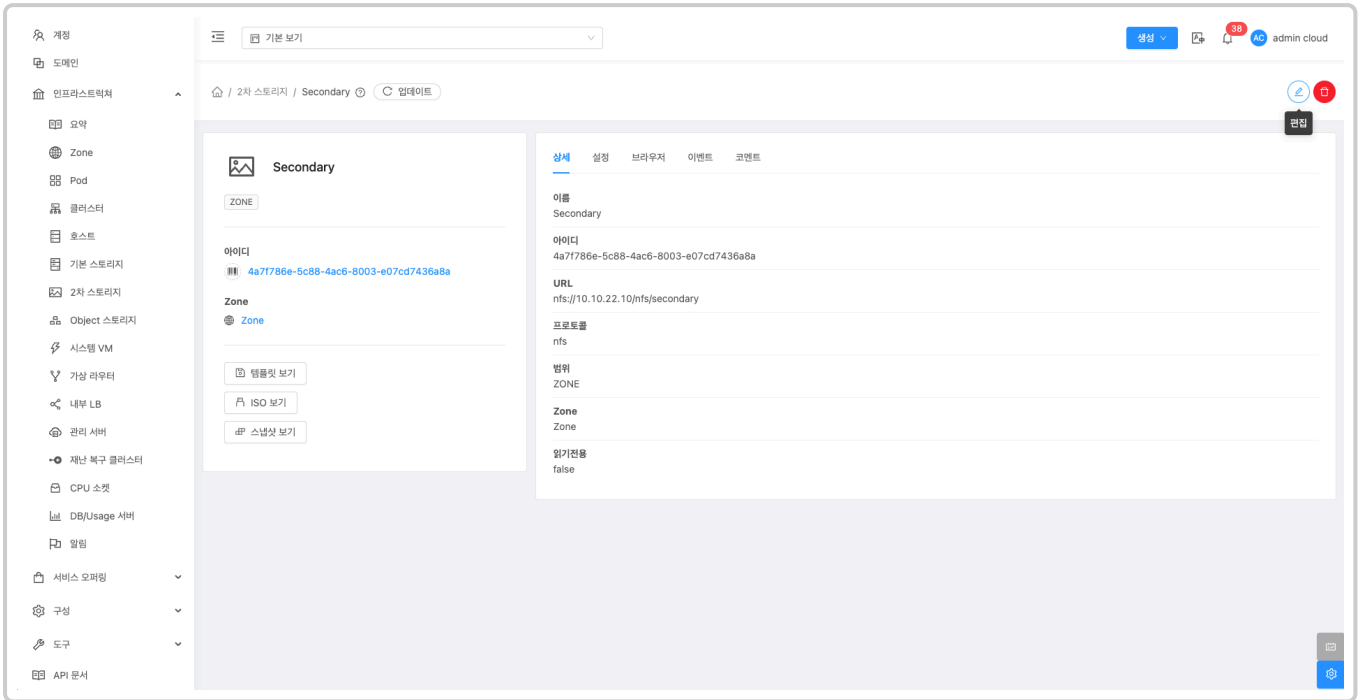 계정
도메인
인프라스트럭쳐
요약
Zone
Pod
클러스터
호스트
기본 스토리지
2차 스토리지
Object 스토리지
시스템 VM
가상 라우터
내부 LB
관리 서버
재난 복구 클러스터
CPU 소켓
DB/Usage 서버
알림
서비스 오퍼링
구성
도구
API 문서
기본 보기
생성
38
AC
admin cloud
/ 2차 스토리지 / Secondary
업데이트
편집
Secondary
ZONE
아이디
4a7f786e-5c88-4ac6-8003-e07cd7436a8a
Zone
Zone
템플릿 보기
ISO 보기
스냅샷 보기
상세 설정 브라우저 이벤트 코멘트
이름
Secondary
아이디
4a7f786e-5c88-4ac6-8003-e07cd7436a8a
URL
nfs://10.10.22.10/nfs/secondary
프로토콜
nfs
범위
ZONE
Zone
Zone
읽기전용
false